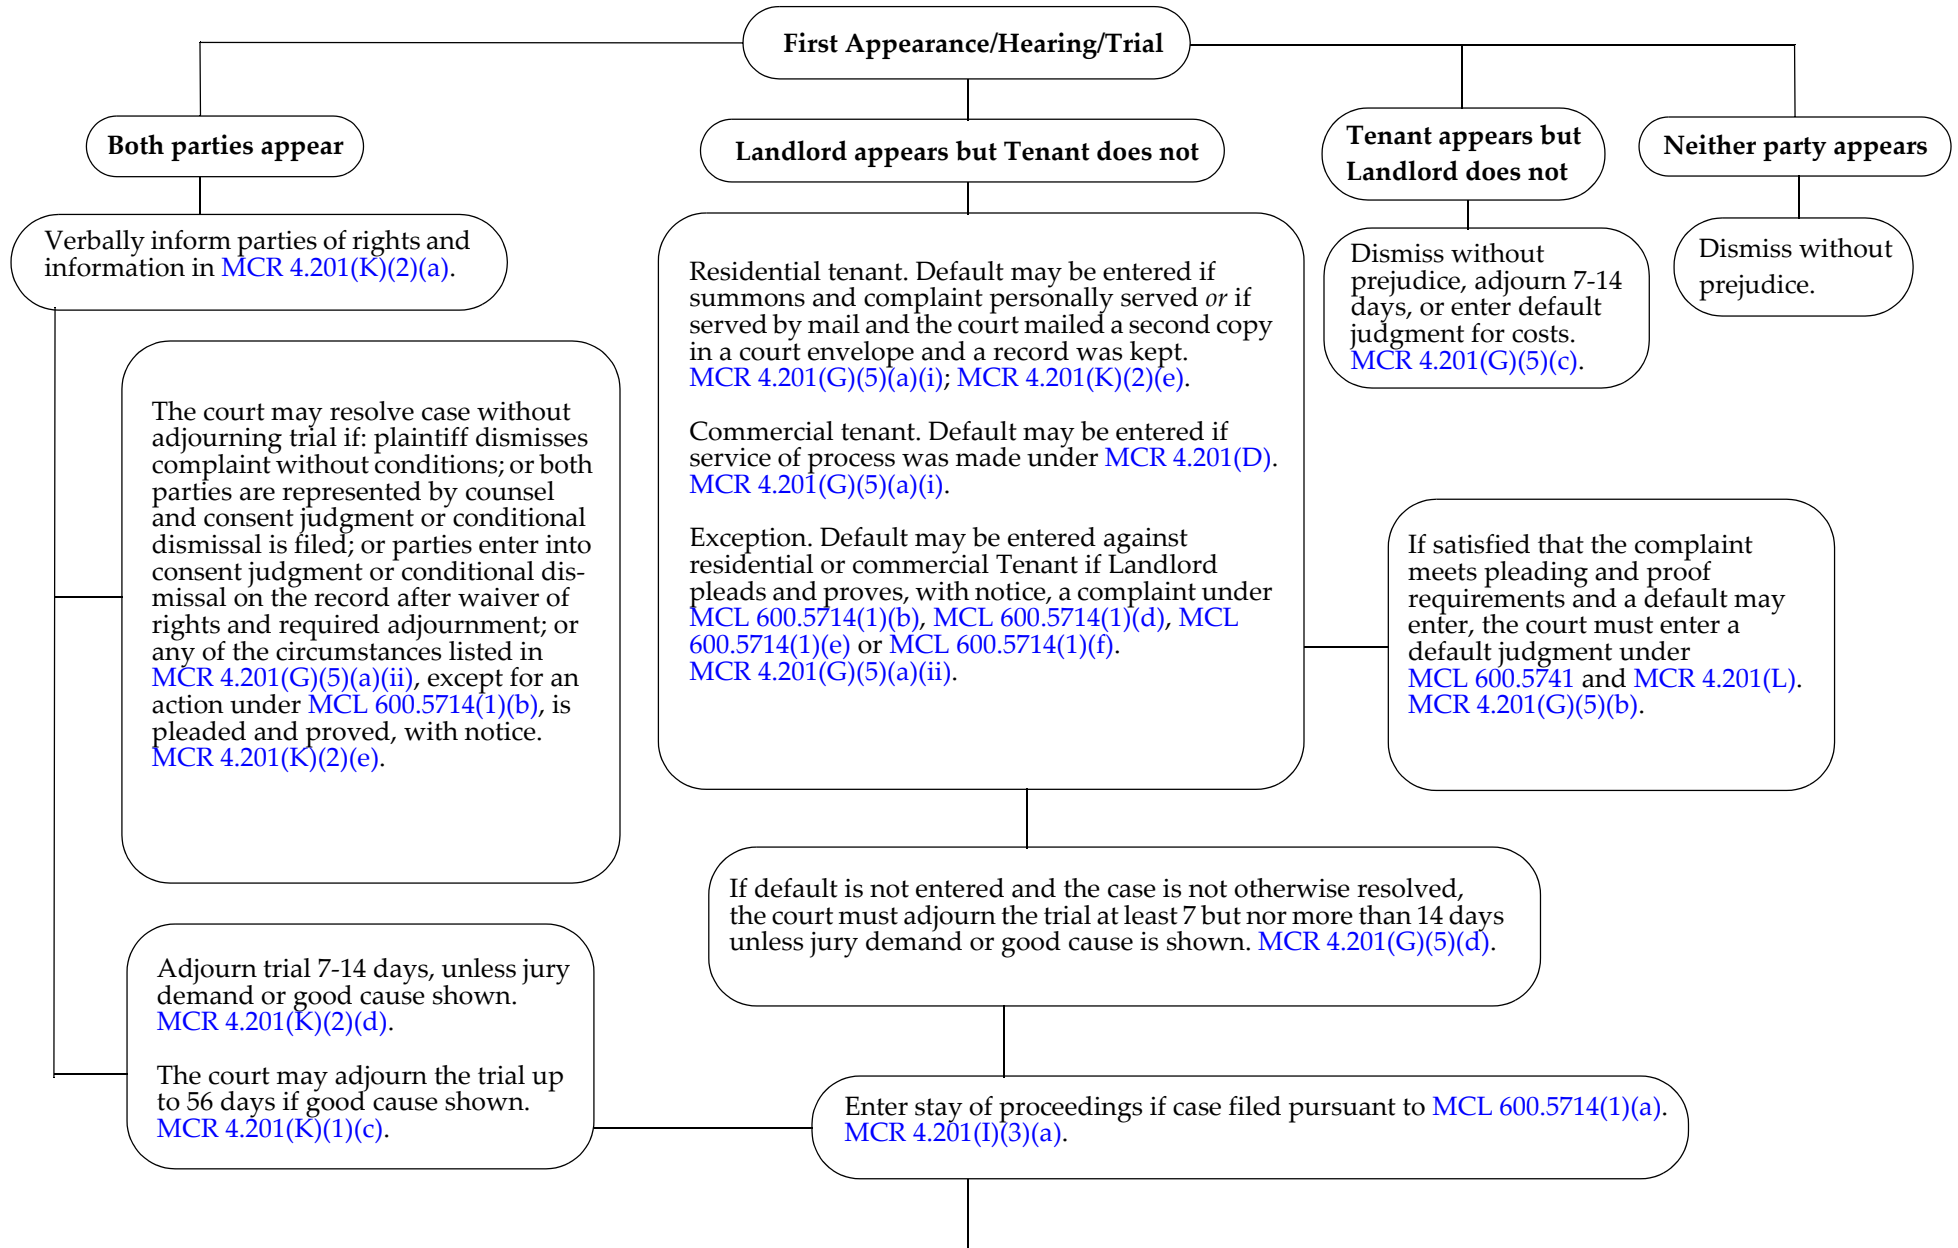 First Appearance/Hearing/Trial
Both parties appear
Landlord appears but Tenant does not
Tenant appears but
Landlord does not
Neither party appears
Verbally inform parties of rights and
information in MCR 4.201(K)(2)(a).
The court may resolve case without
adjourning trial if: plaintiff dismisses
complaint without conditions; or both
parties are represented by counsel
and consent judgment or conditional
dismissal is filed; or parties enter into
consent judgment or conditional dis-
missal on the record after waiver of
rights and required adjournment; or
any of the circumstances listed in
MCR 4.201(G)(5)(a)(ii), except for an
action under MCL 600.5714(1)(b), is
pleaded and proved, with notice.
MCR 4.201(K)(2)(e).
Adjourn trial 7-14 days, unless jury
demand or good cause shown.
MCR 4.201(K)(2)(d).
The court may adjourn the trial up
to 56 days if good cause shown.
MCR 4.201(K)(1)(c).
Residential tenant. Default may be entered if
summons and complaint personally served or if
served by mail and the court mailed a second copy
in a court envelope and a record was kept.
MCR 4.201(G)(5)(a)(i); MCR 4.201(K)(2)(e).
Commercial tenant. Default may be entered if
service of process was made under MCR 4.201(D).
MCR 4.201(G)(5)(a)(i).
Exception. Default may be entered against
residential or commercial Tenant if Landlord
pleads and proves, with notice, a complaint under
MCL 600.5714(1)(b), MCL 600.5714(1)(d), MCL
600.5714(1)(e) or MCL 600.5714(1)(f).
MCR 4.201(G)(5)(a)(ii).
Dismiss without
prejudice, adjourn 7-14
days, or enter default
judgment for costs.
MCR 4.201(G)(5)(c).
Dismiss without
prejudice.
If satisfied that the complaint
meets pleading and proof
requirements and a default may
enter, the court must enter a
default judgment under
MCL 600.5741 and MCR 4.201(L).
MCR 4.201(G)(5)(b).
If default is not entered and the case is not otherwise resolved,
the court must adjourn the trial at least 7 but nor more than 14 days
unless jury demand or good cause is shown. MCR 4.201(G)(5)(d).
Enter stay of proceedings if case filed pursuant to MCL 600.5714(1)(a).
MCR 4.201(I)(3)(a).